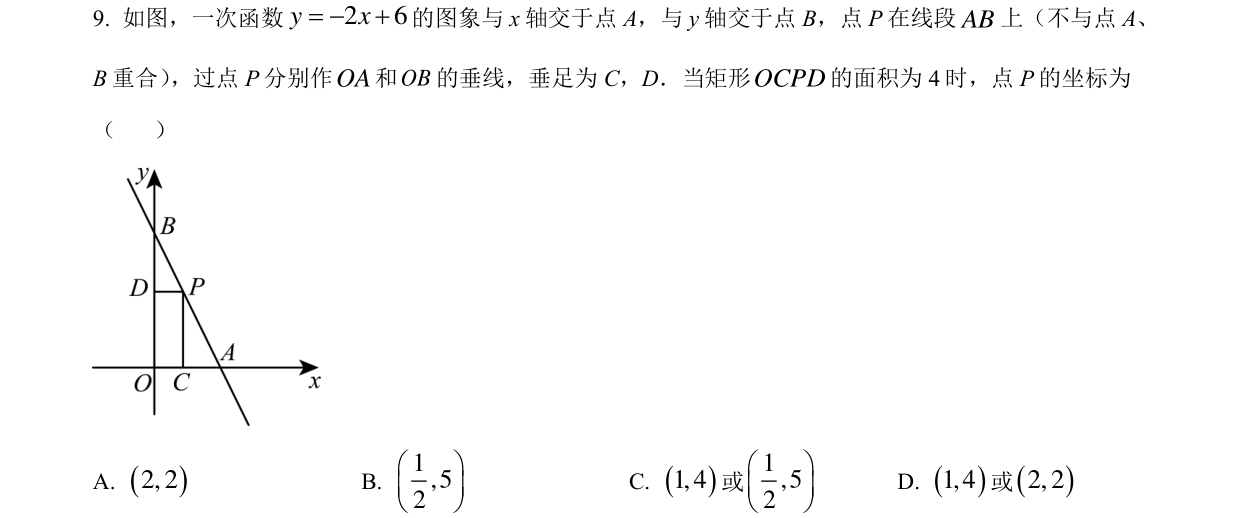 9. 如图，一次函数 y = −2x + 6 的图象与 x 轴交于点 A，与 y 轴交于点 B，点 P 在线段 AB 上（不与点 A、
B 重合），过点 P 分别作 OA 和 OB 的垂线，垂足为 C，D．当矩形 OCPD 的面积为 4 时，点 P 的坐标为
（    ）
y
B
D P
A
O C x
A. (2,2) B. (1/2,5) C. (1,4) 或 (1/2,5) D. (1,4) 或 (2,2)